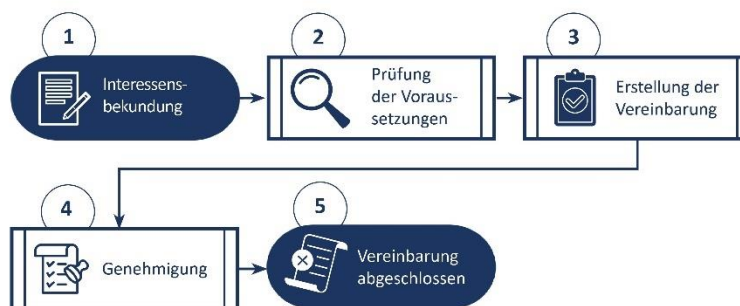 1
Interessens-
bekundung
2
Prüfung
der Voraus-
setzungen
3
Erstellung der
Vereinbarung
4
Genehmigung
5
Vereinbarung
abgeschlossen